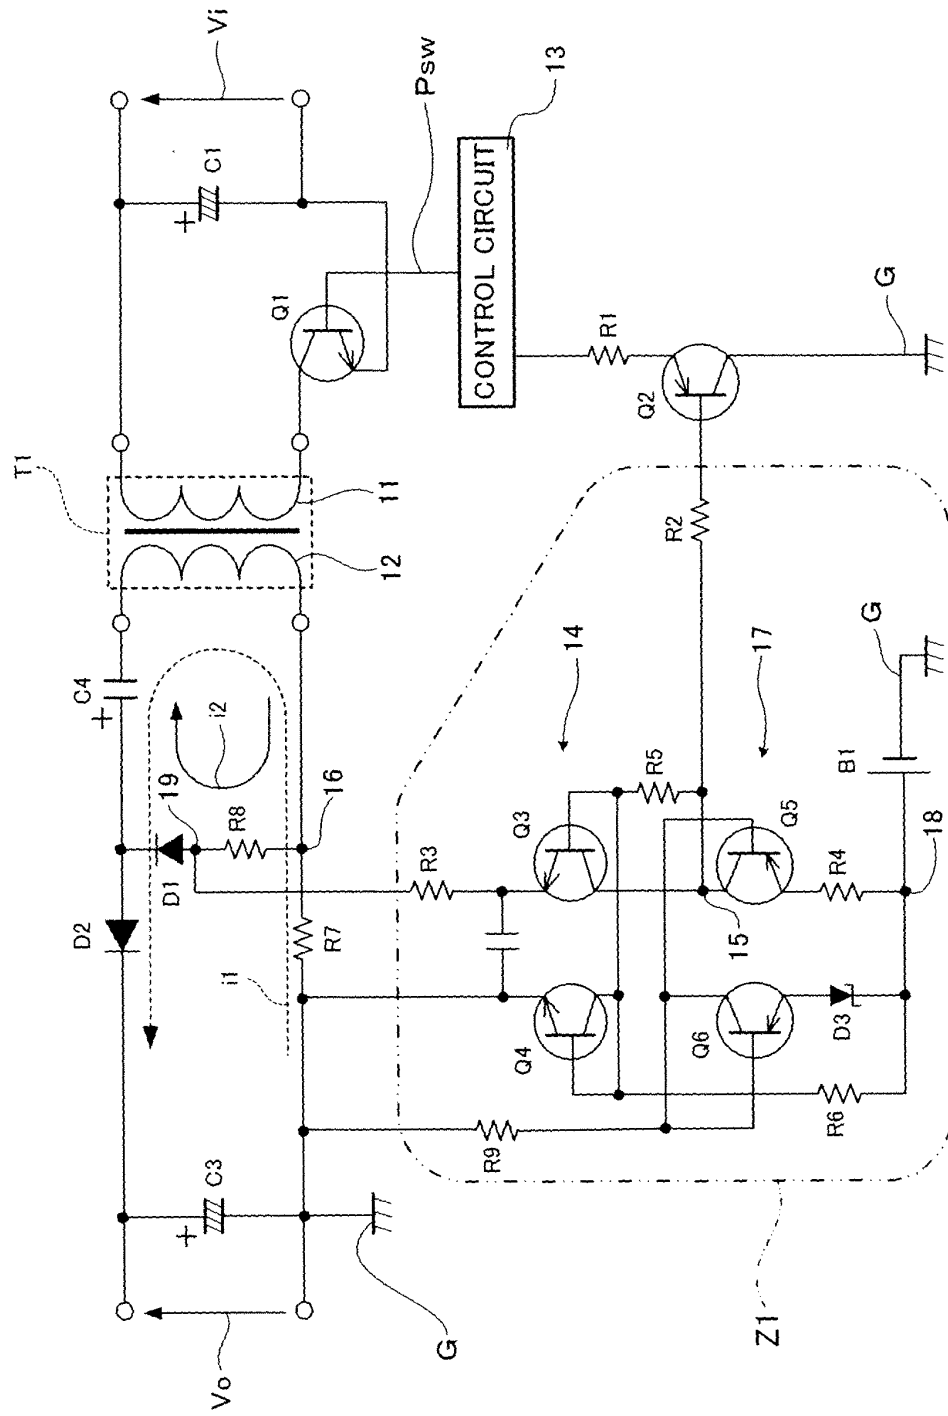 Vi
C1
+
Psw
CONTROL CIRCUIT
13
Q1
R1
G
Q2
T1
11
12
R2
C4
+
i2
14
17
G
19
R8
16
R5
B1
D1
R3
Q3
Q5
R4
18
D2
R7
15
i1
Q4
Q6
D3
R6
R9
C3
+
G
Z1
Vo